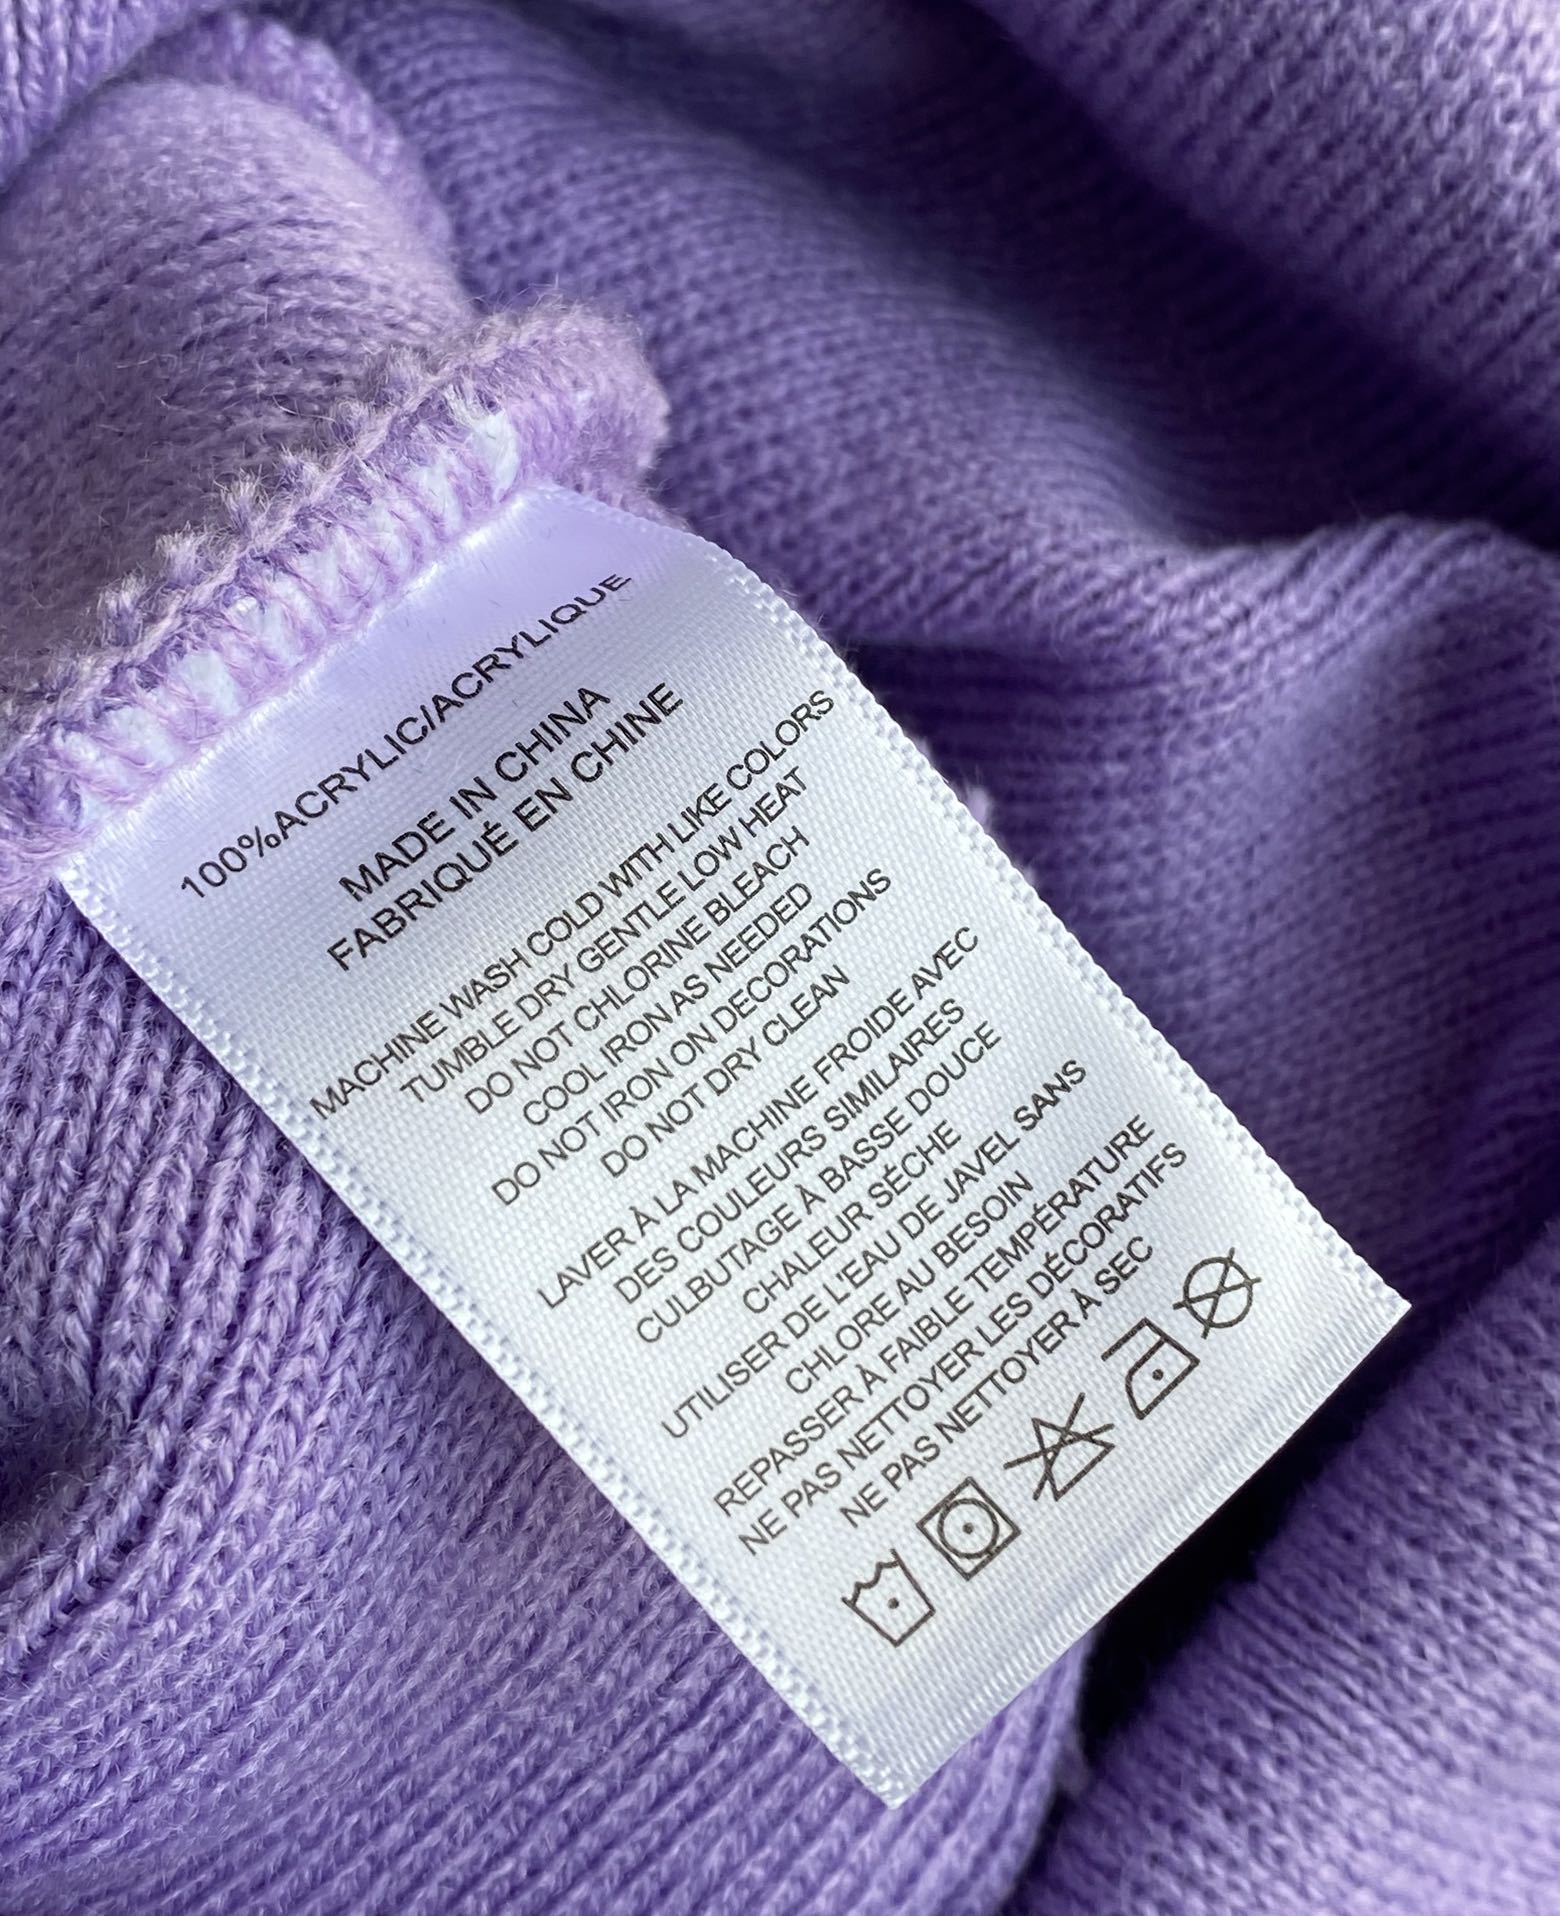 100%ACRYLIC/ACRYLIQUE
MADE IN CHINA
FABRIQUÉ EN CHINE
MACHINE WASH COLD WITH LIKE COLORS
TUMBLE DRY GENTLE LOW HEAT
DO NOT CHLORINE BLEACH
COOL IRON AS NEEDED
DO NOT IRON ON DECORATIONS
DO NOT DRY CLEAN
LAVER À LA MACHINE FROIDE AVEC
DES COULEURS SIMILAIRES
CULBUTAGE À BASSE DOUCE
CHALEUR SÉCHE
UTILISER DE L'EAU DE JAVEL SANS
CHLORE AU BESOIN
REPASSER À FAIBLE TEMPÉRATURE
NE PAS NETTOYER LES DÉCORATIFS
NE PAS NETTOYER À SEC